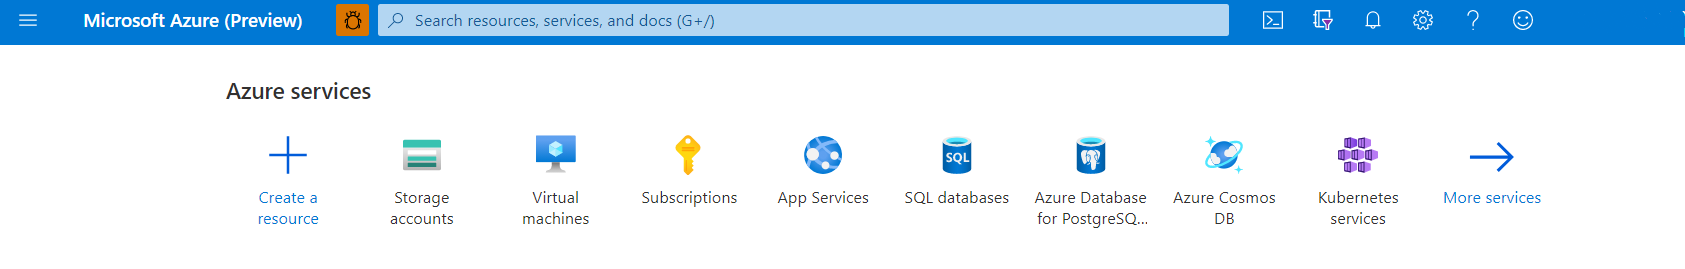 Microsoft Azure (Preview)
Search resources, services, and docs (G+/)
Azure services
Create a
resource
Storage
accounts
Virtual
machines
Subscriptions
App Services
SQL
SQL databases
Azure Database
for PostgreSQ...
Azure Cosmos
DB
Kubernetes
services
More services